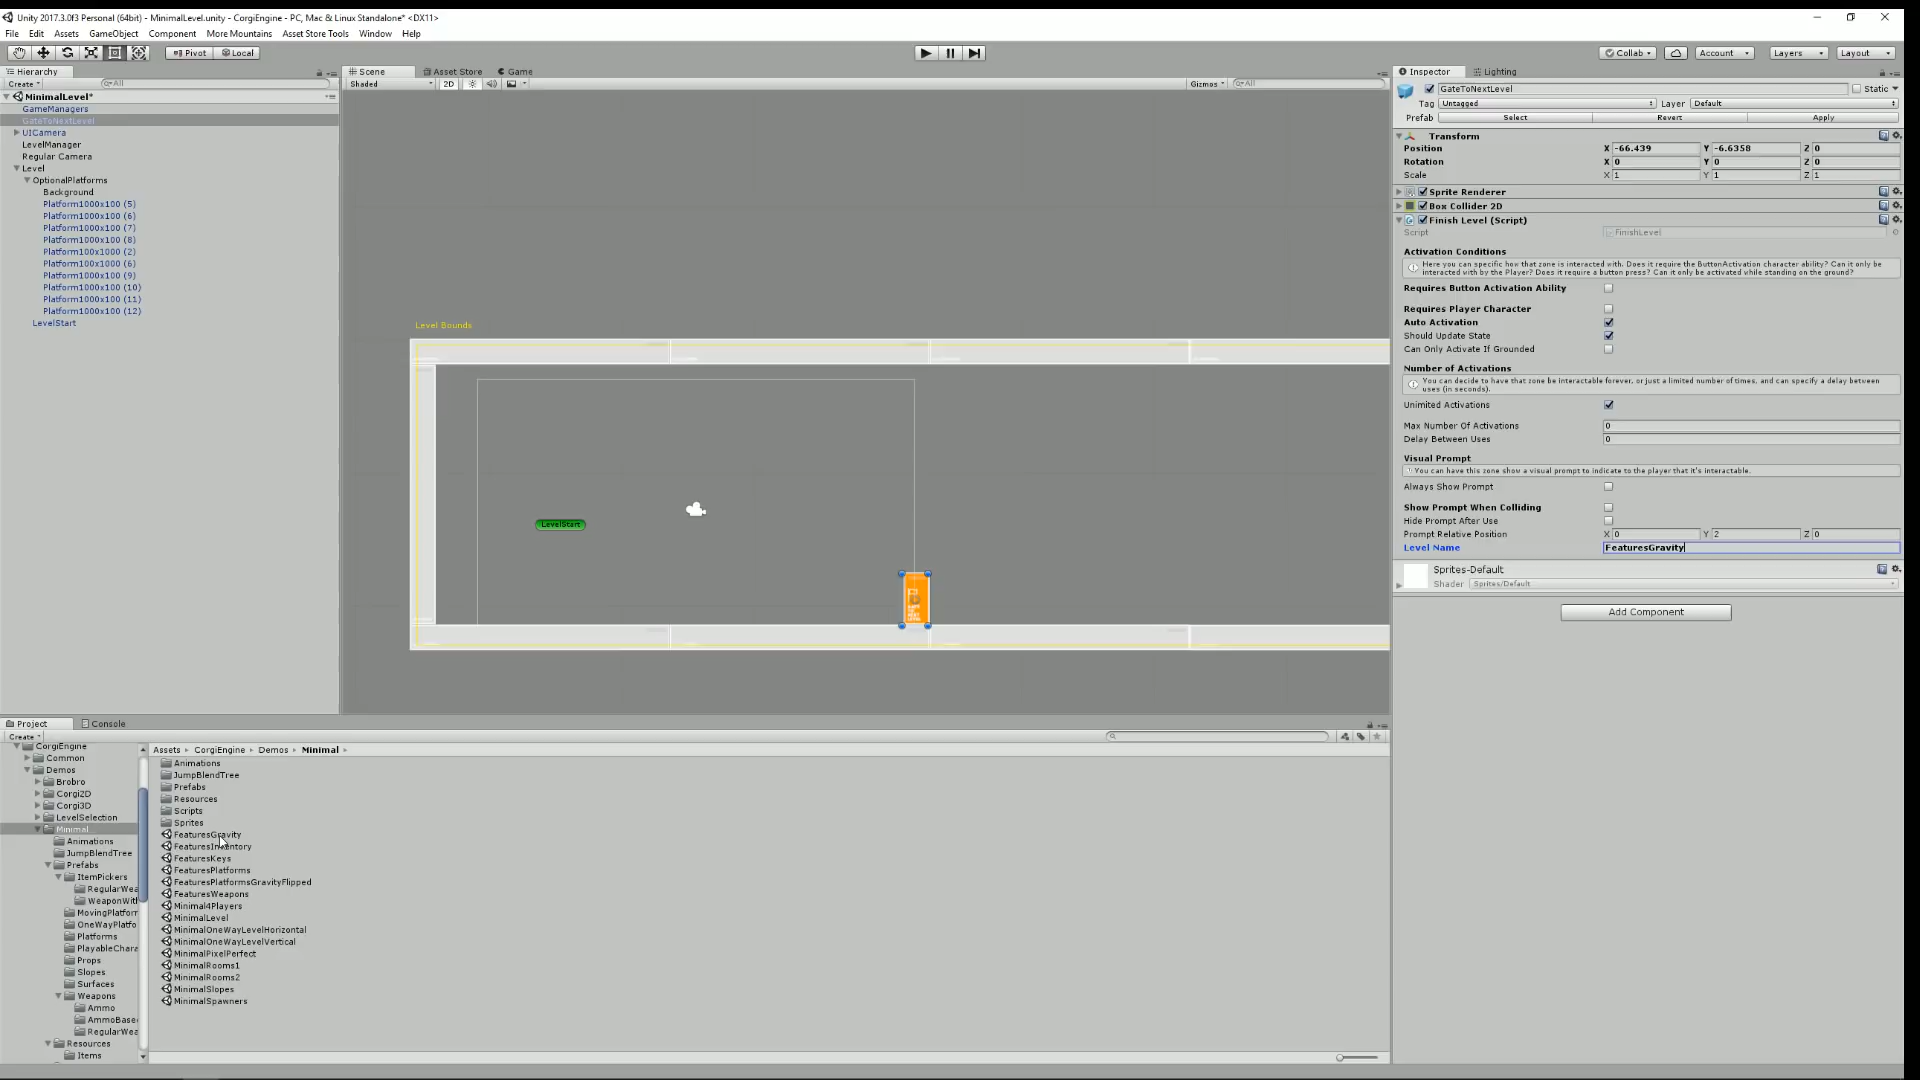 Unity 2017.3.0f3 Personal (64bit) - MinimalLevel.unity - CorgiEngine - PC, Mac & Linux Standalone* <DX11>
File Edit Assets GameObject Component More Mountains Asset Store Tools Window Help
Pivot Local Collab Account Layers Layout
Hierarchy
Create All
MinimalLevel*
GameManagers
GateToNextLevel
UICamera
LevelManager
Regular Camera
Level
OptionalPlatforms
Background
Platform1000x100 (5)
Platform1000x100 (6)
Platform1000x100 (7)
Platform1000x100 (8)
Platform100x1000 (2)
Platform100x1000 (6)
Platform1000x100 (9)
Platform1000x100 (10)
Platform1000x100 (11)
Platform1000x100 (12)
LevelStart
Scene Asset Store Game
Shaded 2D Gizmos All
Level Bounds
LevelStart
Inspector Lighting
GateToNextLevel Static
Tag Untagged Layer Default
Prefab Select Revert Apply
Transform
Position X -66.439 Y -6.6358 Z 0
Rotation X 0 Y 0 Z 0
Scale X 1 Y 1 Z 1
Sprite Renderer
Box Collider 2D
Finish Level (Script)
Script FinishLevel
Activation Conditions
Here you can specific how that zone is interacted with. Does it require the ButtonActivation character ability? Can it only be
interacted with by the Player? Does it require a button press? Can it only be activated while standing on the ground?
Requires Button Activation Ability
Requires Player Character
Auto Activation
Should Update State
Can Only Activate If Grounded
Number of Activations
You can decide to have that zone be interactable forever, or just a limited number of times, and can specify a delay between
uses (in seconds).
Unimited Activations
Max Number Of Activations 0
Delay Between Uses 0
Visual Prompt
You can have this zone show a visual prompt to indicate to the player that it's interactable.
Always Show Prompt
Show Prompt When Colliding
Hide Prompt After Use
Prompt Relative Position X 0 Y 2 Z 0
Level Name FeaturesGravity
Sprites-Default
Shader Sprites/Default
Add Component
Project Console
Create
CorgiEngine
Common
Demos
Brobro
Corgi2D
Corgi3D
LevelSelection
Minimal
Animations
JumpBlendTree
Prefabs
ItemPickers
RegularWea
WeaponWith
MovingPlatform
OneWayPlatfo
Platforms
PlayableChara
Props
Slopes
Surfaces
Weapons
Ammo
AmmoBase
RegularWea
Resources
Items
Assets CorgiEngine Demos Minimal
Animations
JumpBlendTree
Prefabs
Resources
Scripts
Sprites
FeaturesGravity
FeaturesInventory
FeaturesKeys
FeaturesPlatforms
FeaturesPlatformsGravityFlipped
FeaturesWeapons
Minimal4Players
MinimalLevel
MinimalOneWayLevelHorizontal
MinimalOneWayLevelVertical
MinimalPixelPerfect
MinimalRooms1
MinimalRooms2
MinimalSlopes
MinimalSpawners